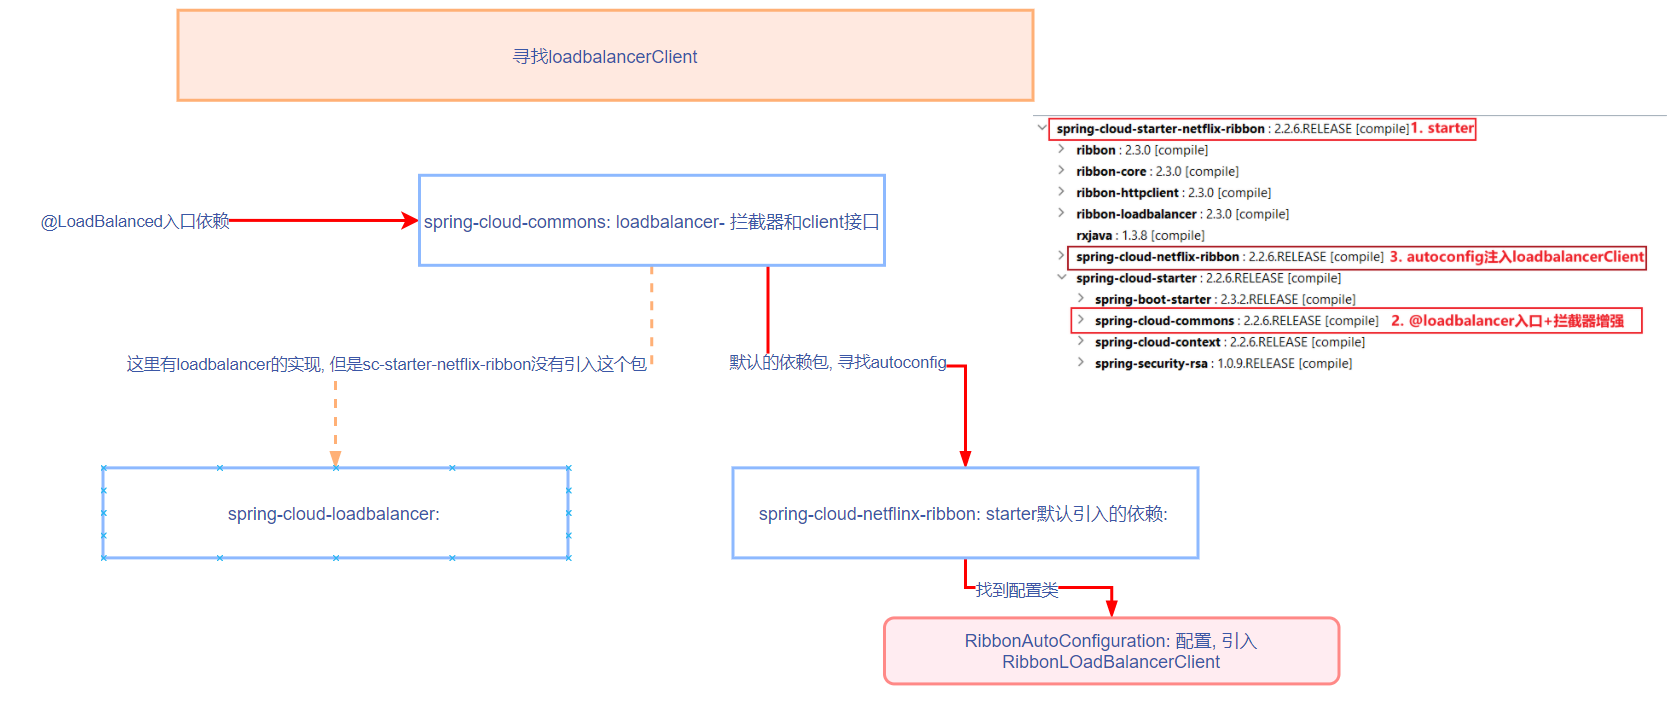 寻找loadbalancerClient
spring-cloud-starter-netflix-ribbon : 2.2.6.RELEASE [compile] 1. starter
ribbon : 2.3.0 [compile]
ribbon-core : 2.3.0 [compile]
ribbon-httpclient : 2.3.0 [compile]
ribbon-loadbalancer : 2.3.0 [compile]
rxjava : 1.3.8 [compile]
spring-cloud-netflix-ribbon : 2.2.6.RELEASE [compile] 3. autoconfig注入loadbalancerClient
spring-cloud-starter : 2.2.6.RELEASE [compile]
spring-boot-starter : 2.3.2.RELEASE [compile]
spring-cloud-commons : 2.2.6.RELEASE [compile] 2. @loadbalancer入口+拦截器增强
spring-cloud-context : 2.2.6.RELEASE [compile]
spring-security-rsa : 1.0.9.RELEASE [compile]
@LoadBalanced入口依赖
spring-cloud-commons: loadbalancer- 拦截器和client接口
这里有loadbalancer的实现, 但是sc-starter-netflix-ribbon没有引入这个包
默认的依赖包, 寻找autoconfig
spring-cloud-loadbalancer:
spring-cloud-netflinx-ribbon: starter默认引入的依赖:
找到配置类
RibbonAutoConfiguration: 配置, 引入
RibbonLOadBalancerClient